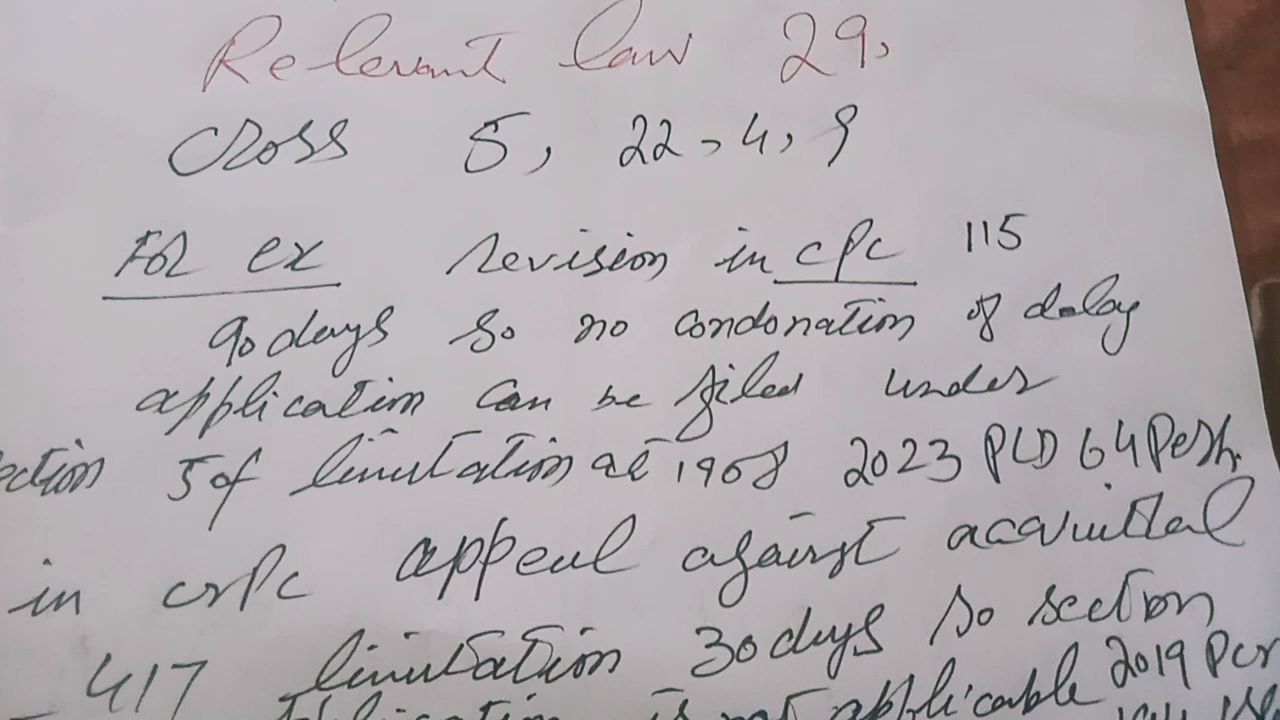 Relevant law 29,
Cross 5, 22, 4, 9
For ex revision in cpc 115
90 days so no condonation of delay
application can be filed under
ection 5 of limitation act 1908 2023 PLD 64 Pesh.
in crpc appeal against acquittal
417 limitation 30 days so section
is not applicable 2019 Pcr